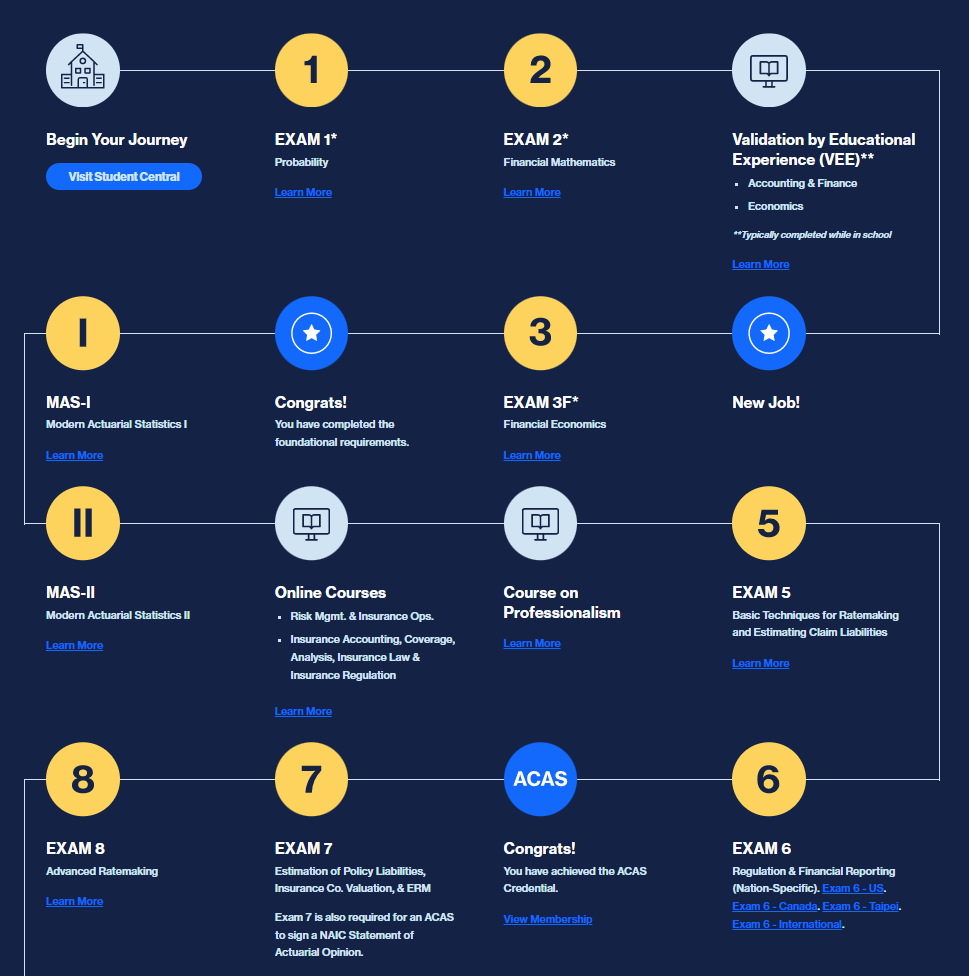 Begin Your Journey
Visit Student Central
1
EXAM 1*
Probability
Learn More
2
EXAM 2*
Financial Mathematics
Learn More
Validation by Educational
Experience (VEE)**
Accounting & Finance
Economics
**Typically completed while in school
Learn More
I
MAS-I
Modern Actuarial Statistics I
Learn More
Congrats!
You have completed the
foundational requirements.
3
EXAM 3F*
Financial Economics
Learn More
New Job!
II
MAS-II
Modern Actuarial Statistics II
Learn More
Online Courses
Risk Mgmt. & Insurance Ops.
Insurance Accounting, Coverage,
Analysis, Insurance Law &
Insurance Regulation
Learn More
Course on
Professionalism
Learn More
5
EXAM 5
Basic Techniques for Ratemaking
and Estimating Claim Liabilities
Learn More
8
EXAM 8
Advanced Ratemaking
Learn More
7
EXAM 7
Estimation of Policy Liabilities,
Insurance Co. Valuation, & ERM
Exam 7 is also required for an ACAS
to sign a NAIC Statement of
Actuarial Opinion.
ACAS
Congrats!
You have achieved the ACAS
Credential.
View Membership
6
EXAM 6
Regulation & Financial Reporting
(Nation-Specific). Exam 6 - US.
Exam 6 - Canada. Exam 6 - Taipei.
Exam 6 - International.